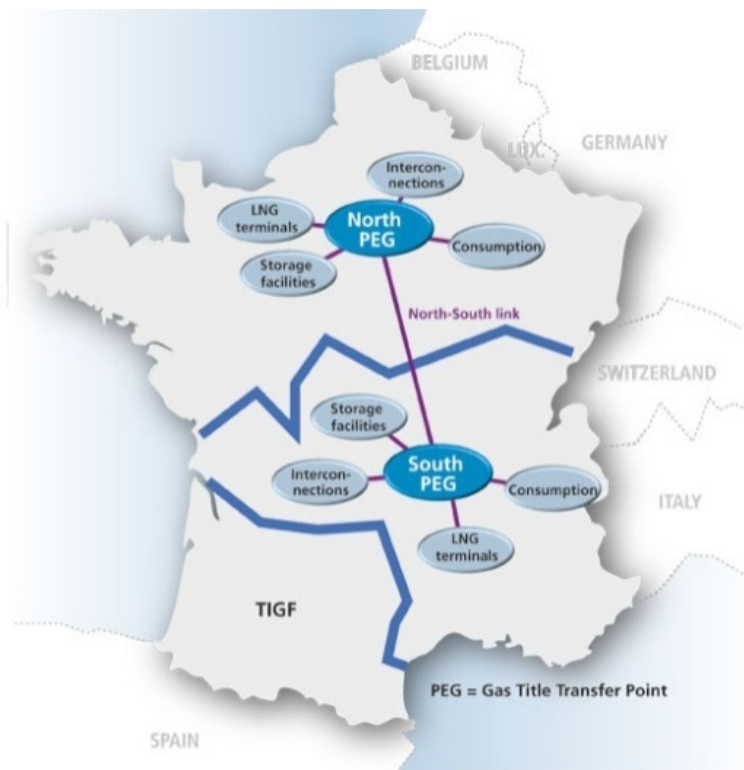 BELGIUM
LUX.
GERMANY
Intercon-
nections
LNG
terminals
North
PEG
Consumption
Storage
facilities
North-South link
SWITZERLAND
Storage
facilities
South
PEG
Intercon-
nections
Consumption
ITALY
LNG
terminals
TIGF
PEG = Gas Title Transfer Point
SPAIN